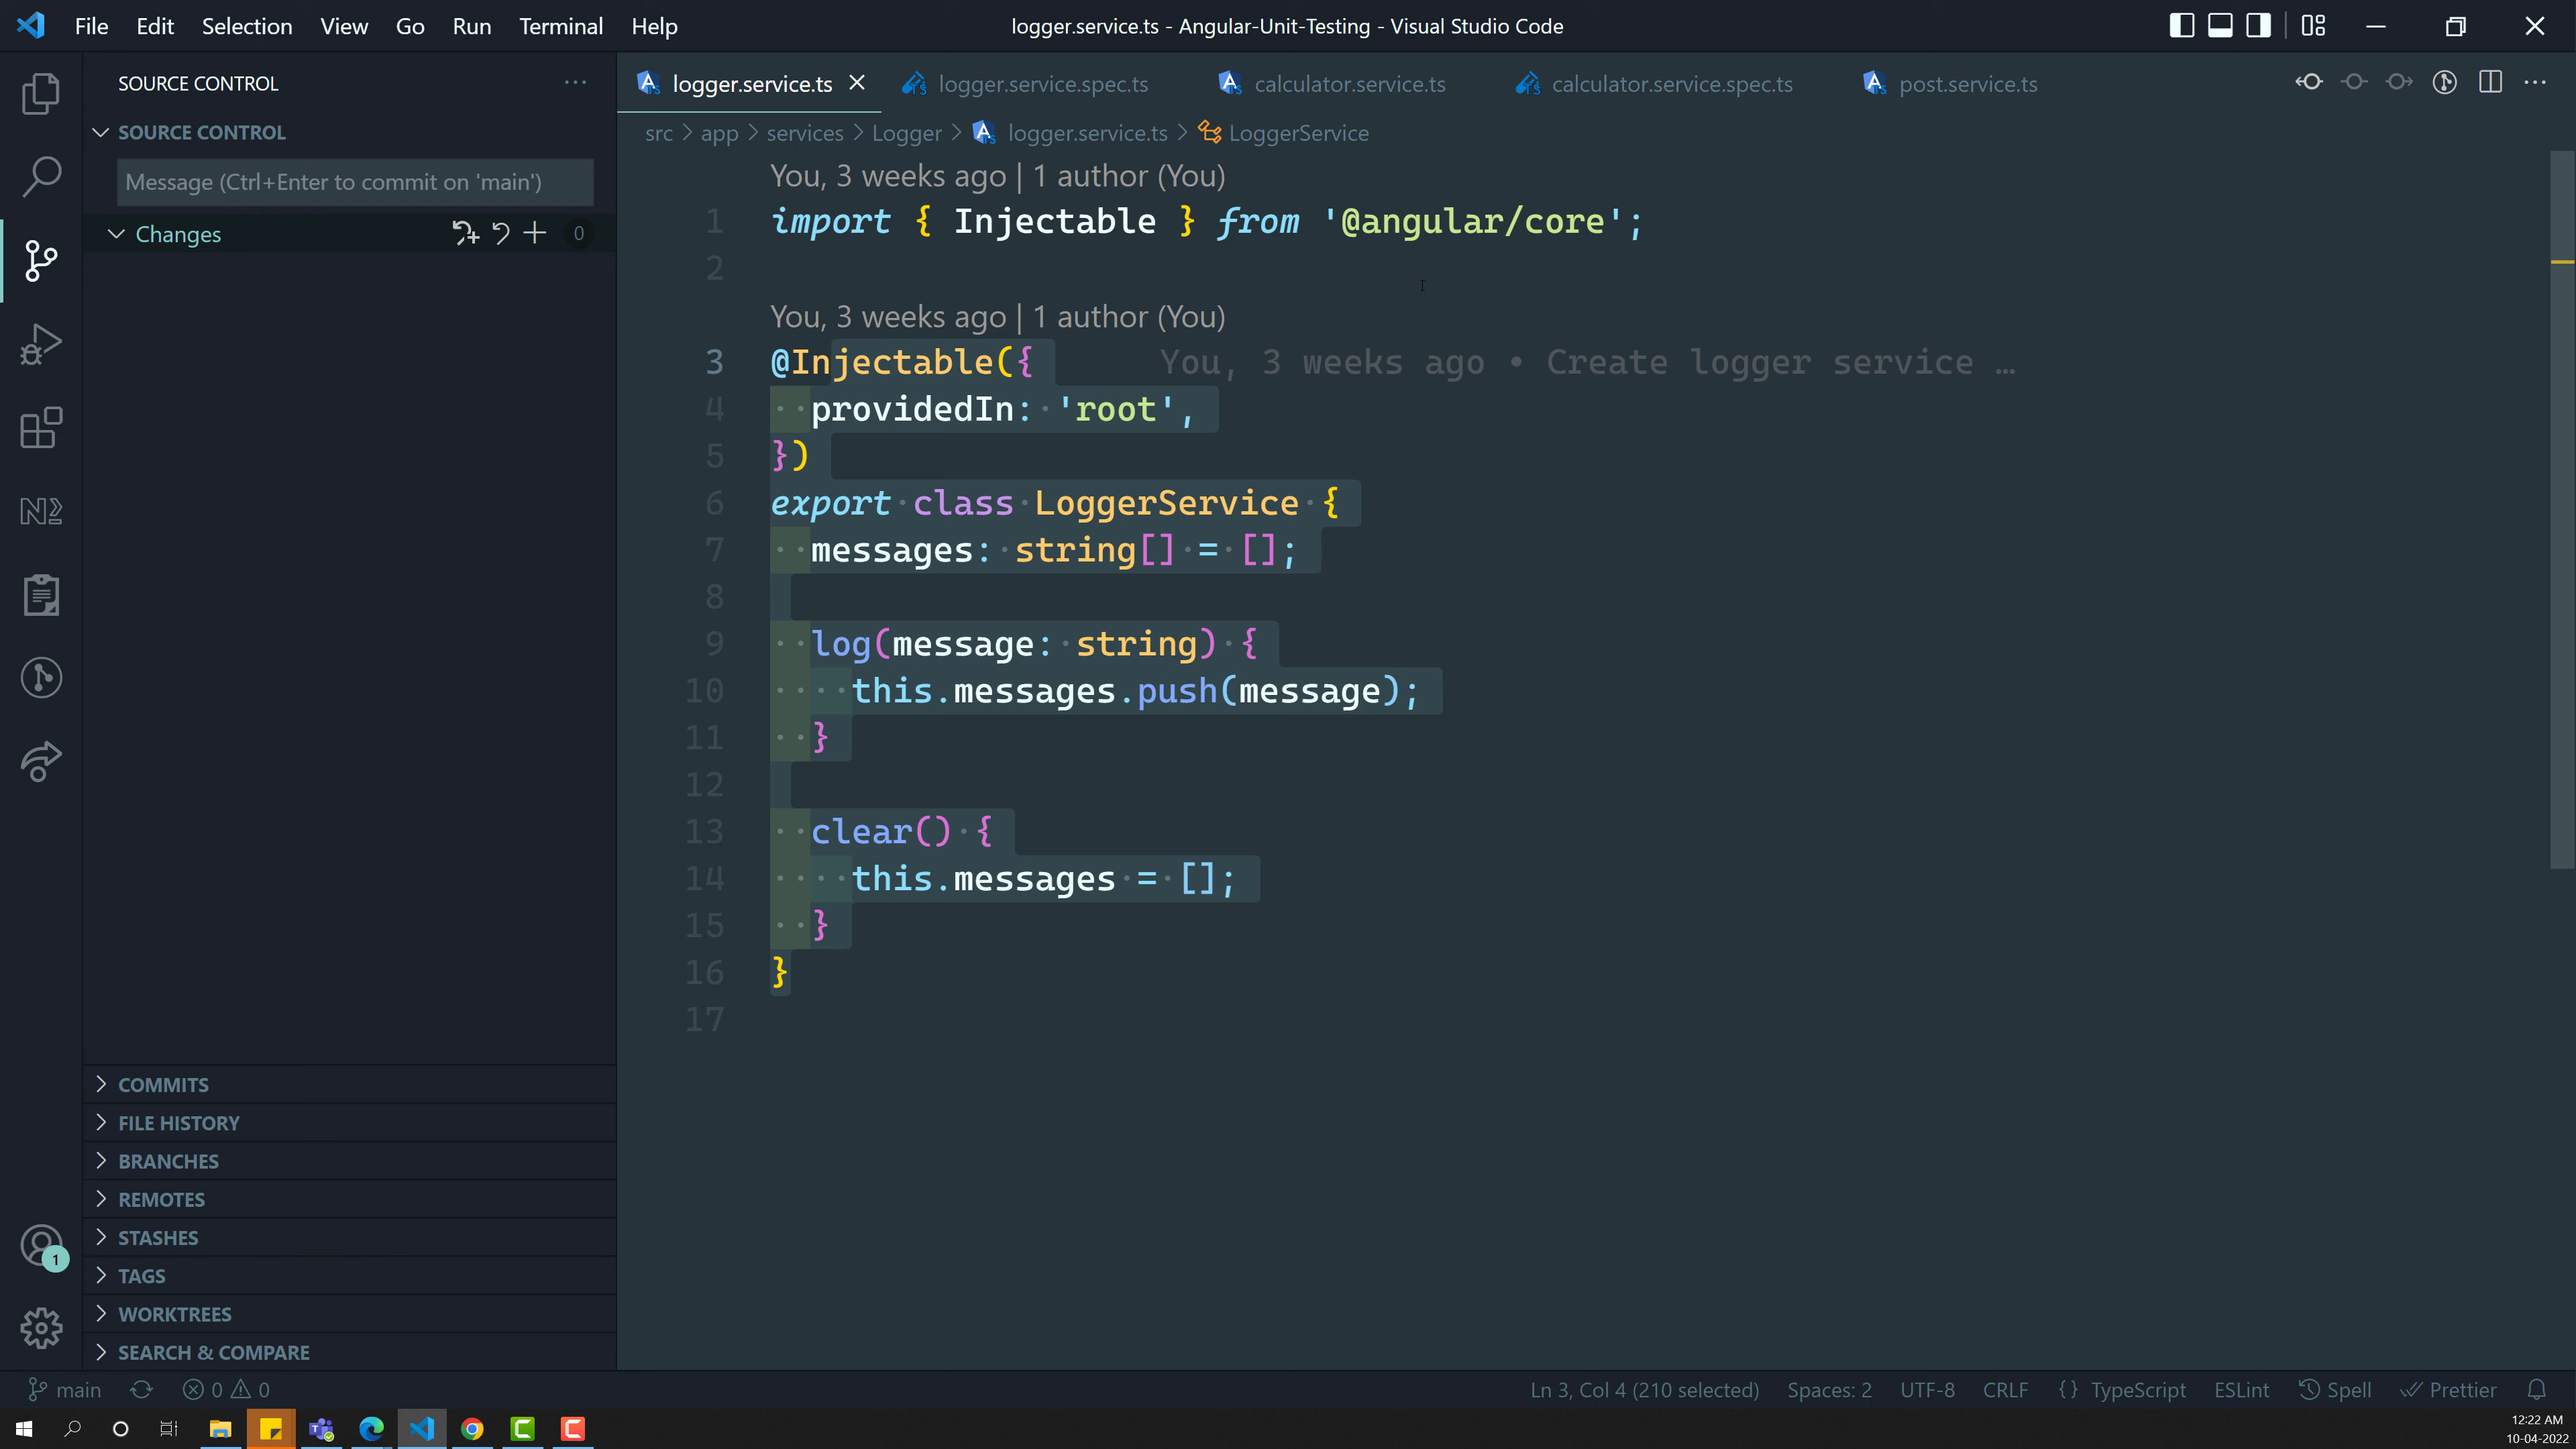 File Edit Selection View Go Run Terminal Help
logger.service.ts - Angular-Unit-Testing - Visual Studio Code
SOURCE CONTROL
SOURCE CONTROL
Message (Ctrl+Enter to commit on 'main')
Changes 0
COMMITS
FILE HISTORY
BRANCHES
REMOTES
STASHES
TAGS
WORKTREES
SEARCH & COMPARE
1
logger.service.ts logger.service.spec.ts calculator.service.ts calculator.service.spec.ts post.service.ts
src > app > services > Logger > logger.service.ts > LoggerService
You, 3 weeks ago | 1 author (You)
1 import { Injectable } from '@angular/core';
2
You, 3 weeks ago | 1 author (You)
3 @Injectable({ You, 3 weeks ago • Create logger service …
4 providedIn: 'root',
5 })
6 export class LoggerService {
7 messages: string[] = [];
8
9 log(message: string) {
10 this.messages.push(message);
11 }
12
13 clear() {
14 this.messages = [];
15 }
16 }
17
main 0 0 Ln 3, Col 4 (210 selected) Spaces: 2 UTF-8 CRLF {} TypeScript ESLint Spell Prettier
12:22 AM
10-04-2022